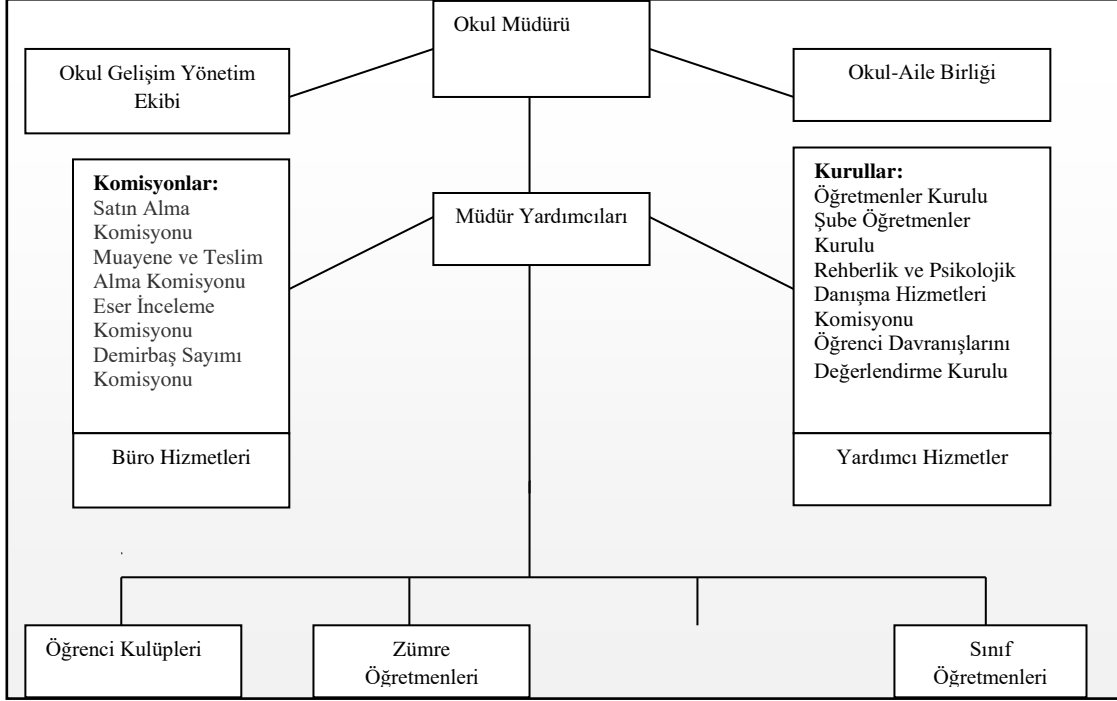 Okul Müdürü
Okul Gelişim Yönetim
Ekibi
Okul-Aile Birliği
Komisyonlar:
Satın Alma
Komisyonu
Muayene ve Teslim
Alma Komisyonu
Eser İnceleme
Komisyonu
Demirbaş Sayımı
Komisyonu
Müdür Yardımcıları
Kurullar:
Öğretmenler Kurulu
Şube Öğretmenler
Kurulu
Rehberlik ve Psikolojik
Danışma Hizmetleri
Komisyonu
Öğrenci Davranışlarını
Değerlendirme Kurulu
Büro Hizmetleri
Yardımcı Hizmetler
Öğrenci Kulüpleri
Zümre
Öğretmenleri
Sınıf
Öğretmenleri